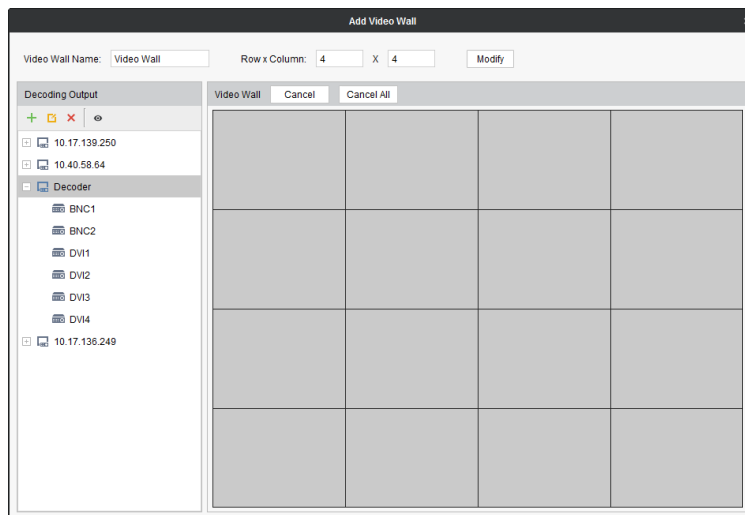 Add Video Wall
Video Wall Name: Video Wall Row x Column: 4 X 4 Modify
Decoding Output
Video Wall Cancel Cancel All
10.17.139.250
10.40.58.64
Decoder
BNC1
BNC2
DVI1
DVI2
DVI3
DVI4
10.17.136.249